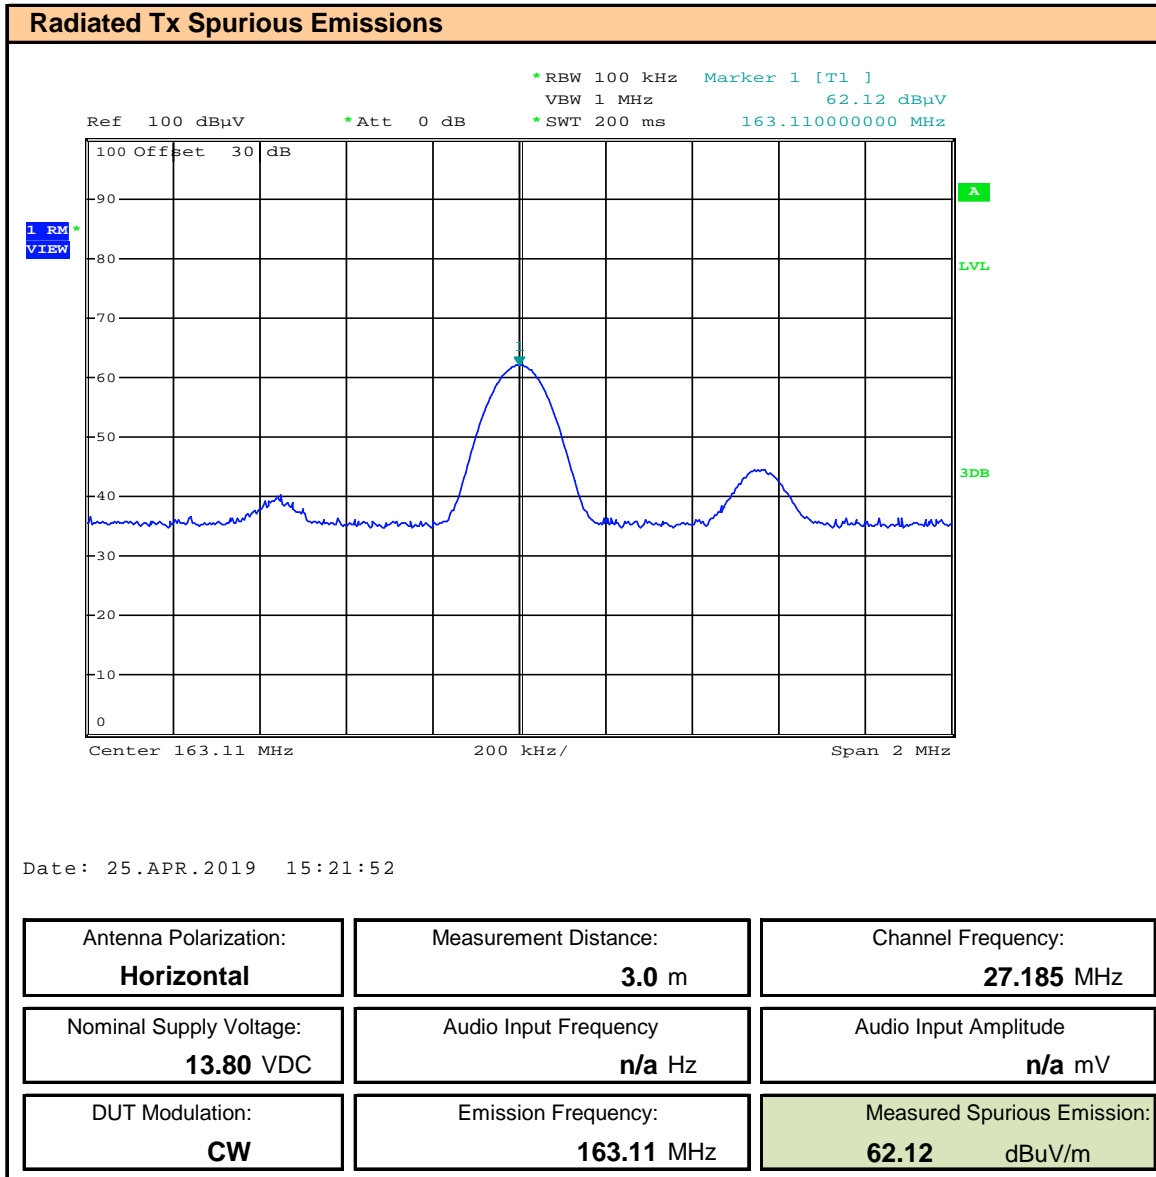 Radiated Tx Spurious Emissions
*RBW 100 kHz Marker 1 [T1 ]
VBW 1 MHz 62.12 dBµV
Ref 100 dBµV *Att 0 dB *SWT 200 ms 163.110000000 MHz
100 Offset 30 dB
90
A
1 RM *
VIEW
80
LVL
70
1
60
50
3DB
40
30
20
10
0
Center 163.11 MHz 200 kHz/ Span 2 MHz
Date: 25.APR.2019 15:21:52
Antenna Polarization: Measurement Distance: Channel Frequency:
Horizontal 3.0 m 27.185 MHz
Nominal Supply Voltage: Audio Input Frequency Audio Input Amplitude
13.80 VDC n/a Hz n/a mV
DUT Modulation: Emission Frequency: Measured Spurious Emission:
CW 163.11 MHz 62.12 dBuV/m